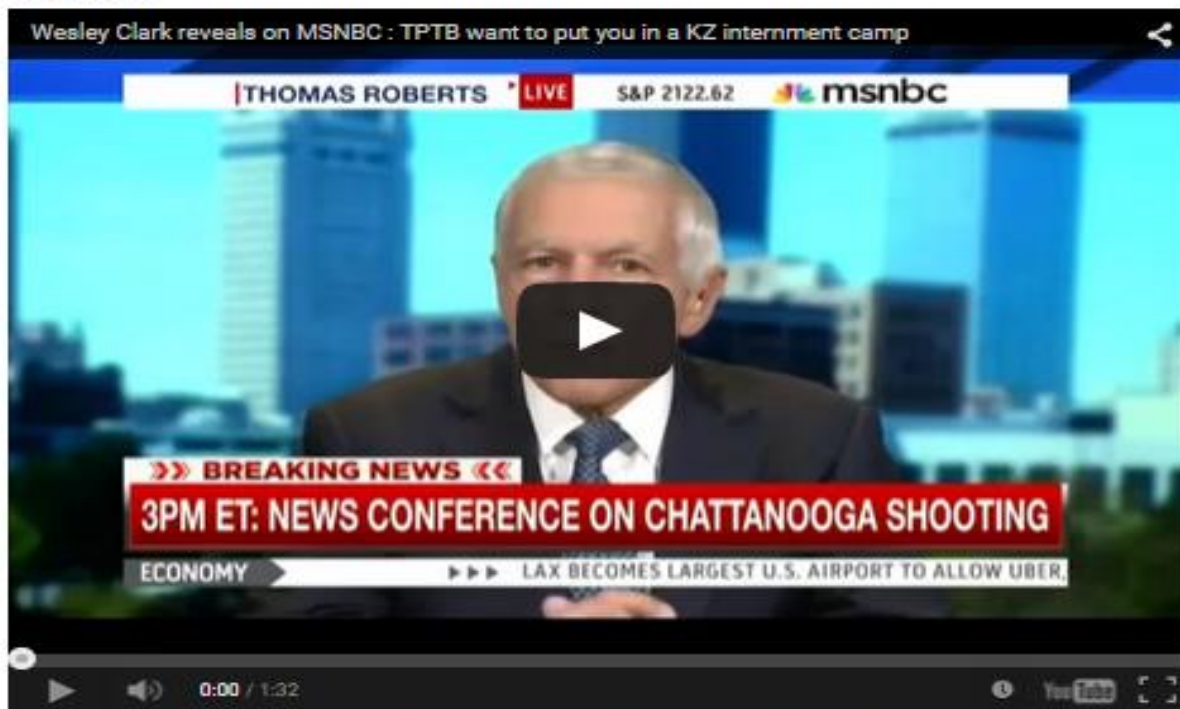 Wesley Clark reveals on MSNBC : TPTB want to put you in a KZ internment camp
THOMAS ROBERTS LIVE S&P 2122.62 msnbc
BREAKING NEWS
3PM ET: NEWS CONFERENCE ON CHATTANOOGA SHOOTING
ECONOMY LAX BECOMES LARGEST U.S. AIRPORT TO ALLOW UBER,
0:00 / 1:32 YouTube